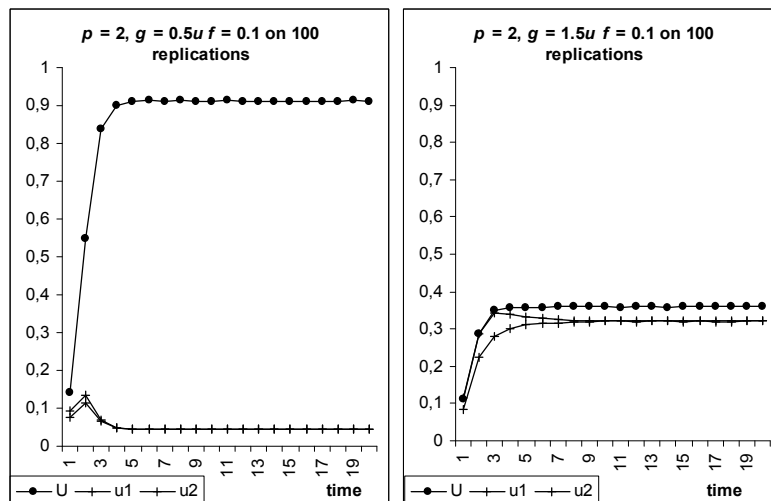 p = 2, g = 0.5u f = 0.1 on 100
replications
1
0,9
0,8
0,7
0,6
0,5
0,4
0,3
0,2
0,1
0
1 3 5 7 9 11 13 15 17 19
time
U u1 u2
p = 2, g = 1.5u f = 0.1 on 100
replications
1
0,9
0,8
0,7
0,6
0,5
0,4
0,3
0,2
0,1
0
1 3 5 7 9 11 13 15 17 19
time
U u1 u2